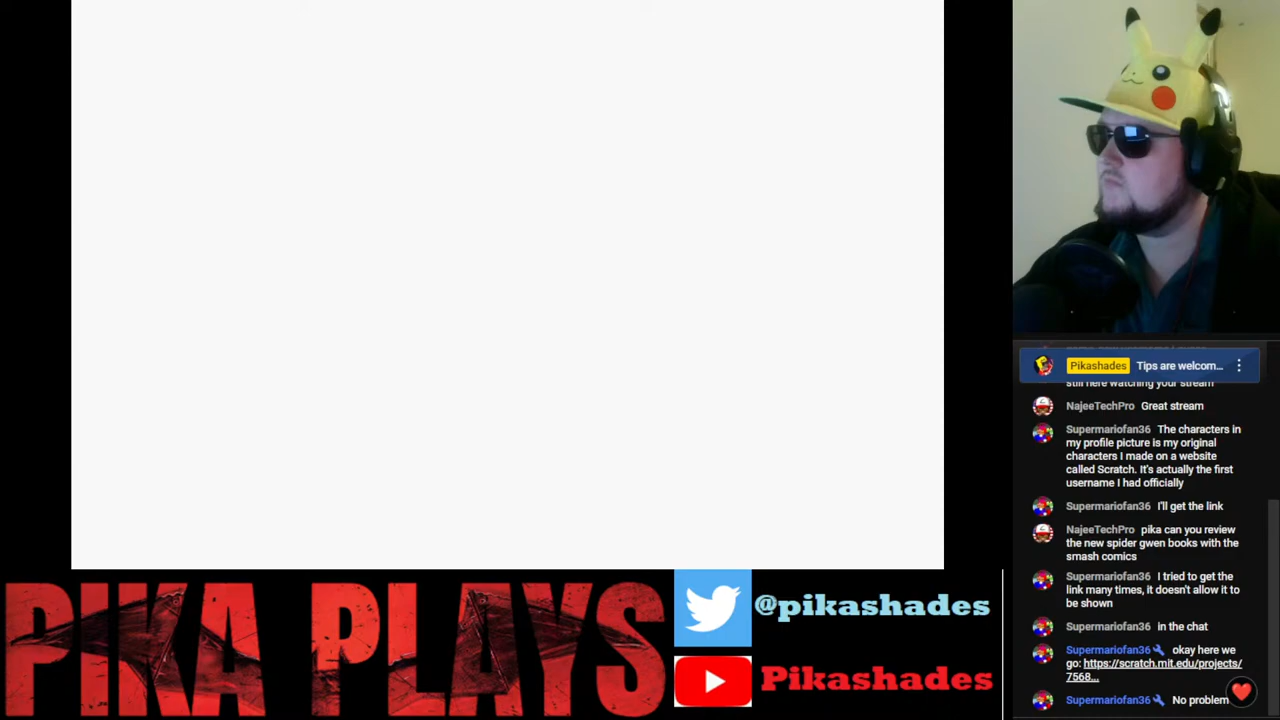 Pikashades Tips are welcom...
still here watching your stream
NajeeTechPro Great stream
Supermariofan36 The characters in
my profile picture is my original
characters I made on a website
called Scratch. It's actually the first
username I had officially
Supermariofan36 I'll get the link
NajeeTechPro pika can you review
the new spider gwen books with the
smash comics
Supermariofan36 I tried to get the
link many times, it doesn't allow it to
be shown
Supermariofan36 in the chat
Supermariofan36 okay here we
go: https://scratch.mit.edu/projects/
7568...
Supermariofan36 No problem
PIKA PLAYS
@pikashades
Pikashades